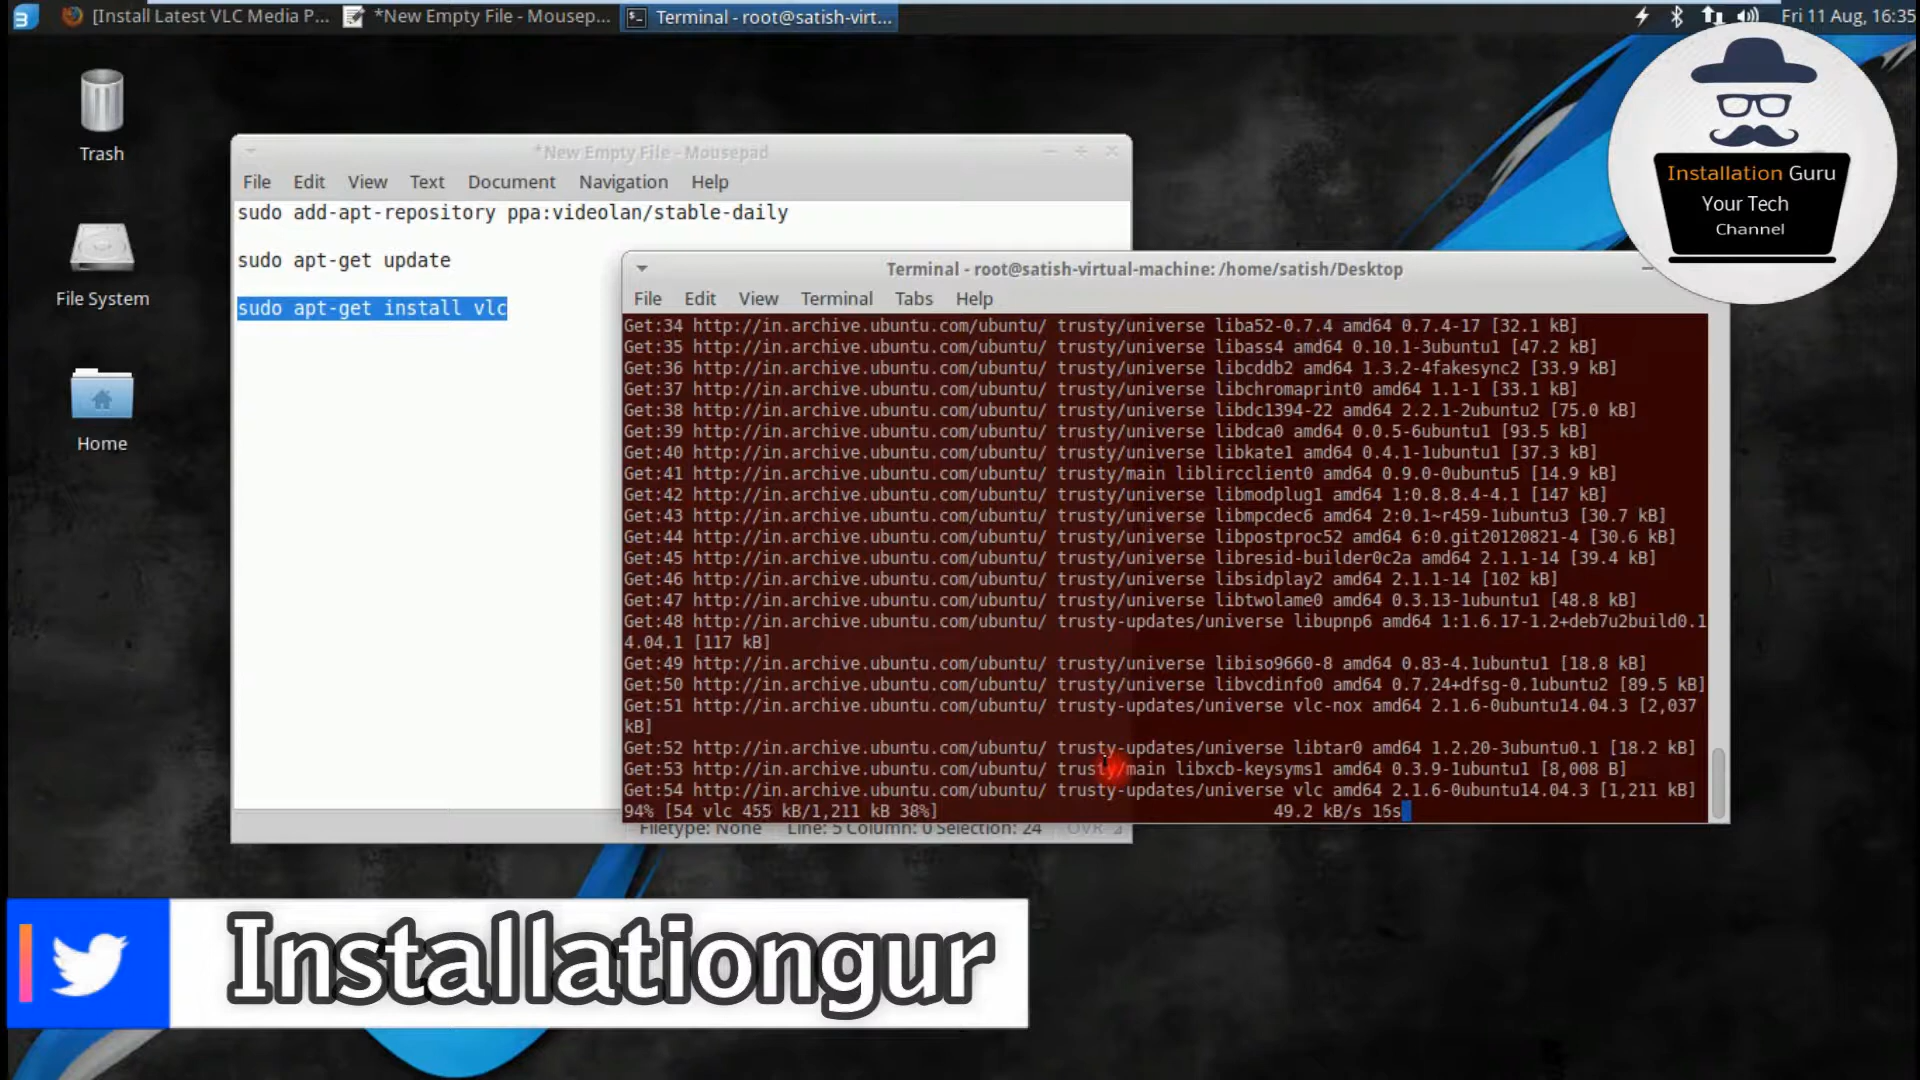 [Install Latest VLC Media P...
*New Empty File - Mousep...
Terminal - root@satish-virt...
Fri 11 Aug, 16:35
Trash
File System
Home
*New Empty File - Mousepad
File Edit View Text Document Navigation Help
sudo add-apt-repository ppa:videolan/stable-daily
sudo apt-get update
sudo apt-get install vlc
Filetype: None Line: 5 Column: 0 Selection: 24 OVR
Installation Guru
Your Tech
Channel
Terminal - root@satish-virtual-machine: /home/satish/Desktop
File Edit View Terminal Tabs Help
Get:34 http://in.archive.ubuntu.com/ubuntu/ trusty/universe liba52-0.7.4 amd64 0.7.4-17 [32.1 kB]
Get:35 http://in.archive.ubuntu.com/ubuntu/ trusty/universe libass4 amd64 0.10.1-3ubuntu1 [47.2 kB]
Get:36 http://in.archive.ubuntu.com/ubuntu/ trusty/universe libcddb2 amd64 1.3.2-4fakesync2 [33.9 kB]
Get:37 http://in.archive.ubuntu.com/ubuntu/ trusty/universe libchromaprint0 amd64 1.1-1 [33.1 kB]
Get:38 http://in.archive.ubuntu.com/ubuntu/ trusty/universe libdc1394-22 amd64 2.2.1-2ubuntu2 [75.0 kB]
Get:39 http://in.archive.ubuntu.com/ubuntu/ trusty/universe libdca0 amd64 0.0.5-6ubuntu1 [93.5 kB]
Get:40 http://in.archive.ubuntu.com/ubuntu/ trusty/universe libkate1 amd64 0.4.1-1ubuntu1 [37.3 kB]
Get:41 http://in.archive.ubuntu.com/ubuntu/ trusty/main liblircclient0 amd64 0.9.0-0ubuntu5 [14.9 kB]
Get:42 http://in.archive.ubuntu.com/ubuntu/ trusty/universe libmodplug1 amd64 1:0.8.8.4-4.1 [147 kB]
Get:43 http://in.archive.ubuntu.com/ubuntu/ trusty/universe libmpcdec6 amd64 2:0.1~r459-1ubuntu3 [30.7 kB]
Get:44 http://in.archive.ubuntu.com/ubuntu/ trusty/universe libpostproc52 amd64 6:0.git20120821-4 [30.6 kB]
Get:45 http://in.archive.ubuntu.com/ubuntu/ trusty/universe libresid-builder0c2a amd64 2.1.1-14 [39.4 kB]
Get:46 http://in.archive.ubuntu.com/ubuntu/ trusty/universe libsidplay2 amd64 2.1.1-14 [102 kB]
Get:47 http://in.archive.ubuntu.com/ubuntu/ trusty/universe libtwolame0 amd64 0.3.13-1ubuntu1 [48.8 kB]
Get:48 http://in.archive.ubuntu.com/ubuntu/ trusty-updates/universe libupnp6 amd64 1:1.6.17-1.2+deb7u2build0.1
4.04.1 [117 kB]
Get:49 http://in.archive.ubuntu.com/ubuntu/ trusty/universe libiso9660-8 amd64 0.83-4.1ubuntu1 [18.8 kB]
Get:50 http://in.archive.ubuntu.com/ubuntu/ trusty/universe libvcdinfo0 amd64 0.7.24+dfsg-0.1ubuntu2 [89.5 kB]
Get:51 http://in.archive.ubuntu.com/ubuntu/ trusty-updates/universe vlc-nox amd64 2.1.6-0ubuntu14.04.3 [2,037
kB]
Get:52 http://in.archive.ubuntu.com/ubuntu/ trusty-updates/universe libtar0 amd64 1.2.20-3ubuntu0.1 [18.2 kB]
Get:53 http://in.archive.ubuntu.com/ubuntu/ trusty/main libxcb-keysyms1 amd64 0.3.9-1ubuntu1 [8,008 B]
Get:54 http://in.archive.ubuntu.com/ubuntu/ trusty-updates/universe vlc amd64 2.1.6-0ubuntu14.04.3 [1,211 kB]
94% [54 vlc 455 kB/1,211 kB 38%] 49.2 kB/s 15s
Installationgur